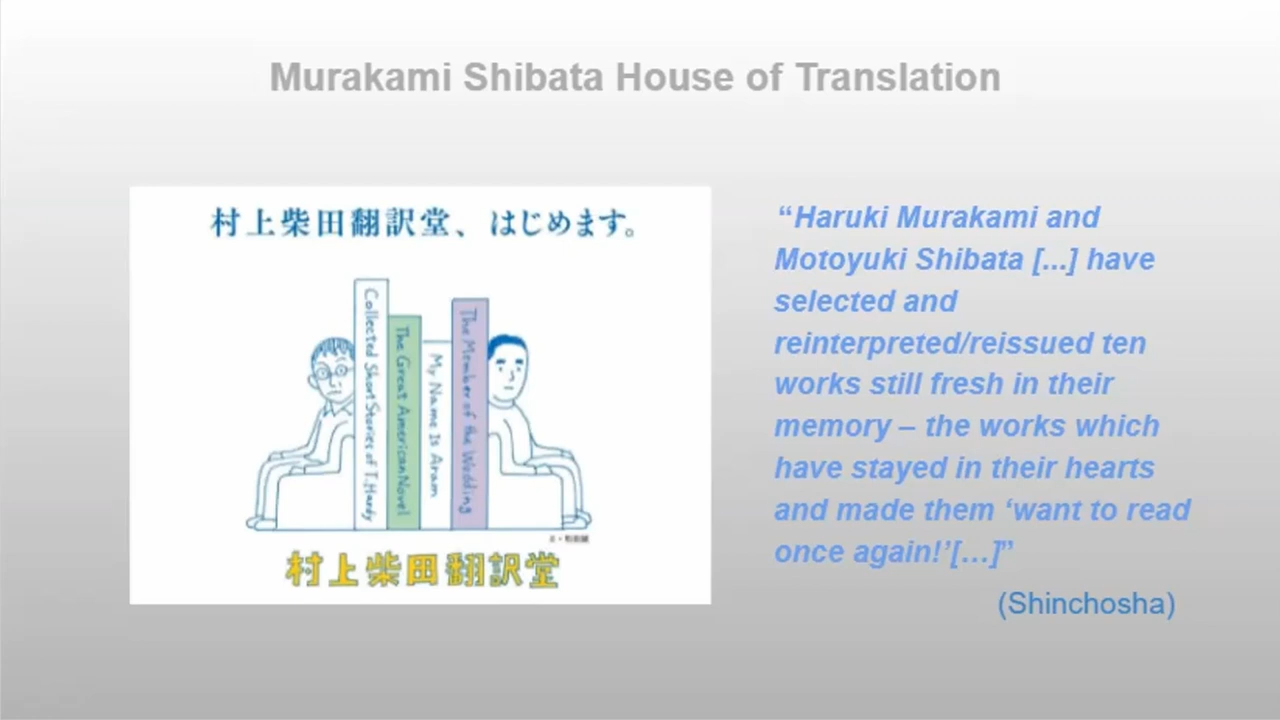 Murakami Shibata House of Translation
村上柴田翻訳堂、はじめます。
Collected Short Stories of T.Hardy
The Great American Novel
My Name Is Aram
The Member of the Wedding
村上柴田翻訳堂
“Haruki Murakami and
Motoyuki Shibata [...] have
selected and
reinterpreted/reissued ten
works still fresh in their
memory – the works which
have stayed in their hearts
and made them ‘want to read
once again!’[…]”
(Shinchosha)